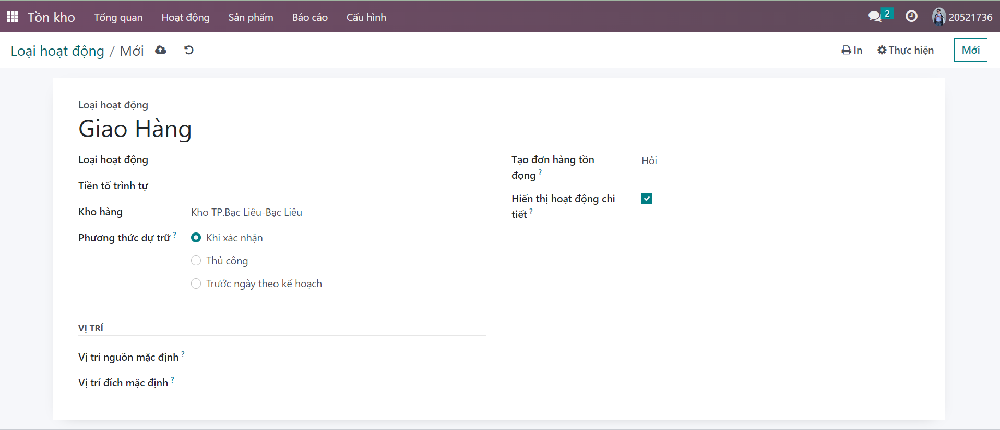 Tồn kho Tổng quan Hoạt động Sản phẩm Báo cáo Cấu hình 2 20521736
Loại hoạt động / Mới In Thực hiện Mới
Loại hoạt động
Giao Hàng
Loại hoạt động
Tiền tố trình tự
Kho hàng Kho TP.Bạc Liêu-Bạc Liêu
Phương thức dự trữ ? Khi xác nhận
Thủ công
Trước ngày theo kế hoạch
Tạo đơn hàng tồn Hỏi
đọng ?
Hiển thị hoạt động chi
tiết ?
VỊ TRÍ
Vị trí nguồn mặc định ?
Vị trí đích mặc định ?